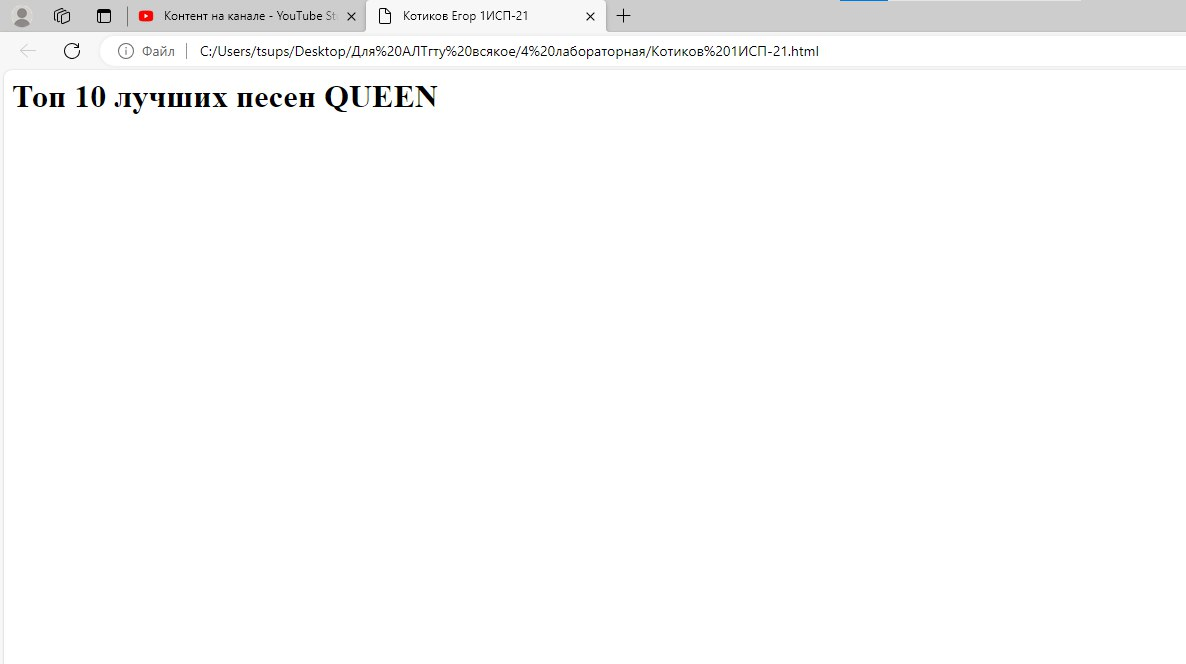 Контент на канале - YouTube St
Котиков Егор 1ИСП-21
Файл
C:/Users/tsups/Desktop/Для%20АЛТгту%20всякое/4%20лабораторная/Котиков%201ИСП-21.html
Топ 10 лучших песен QUEEN